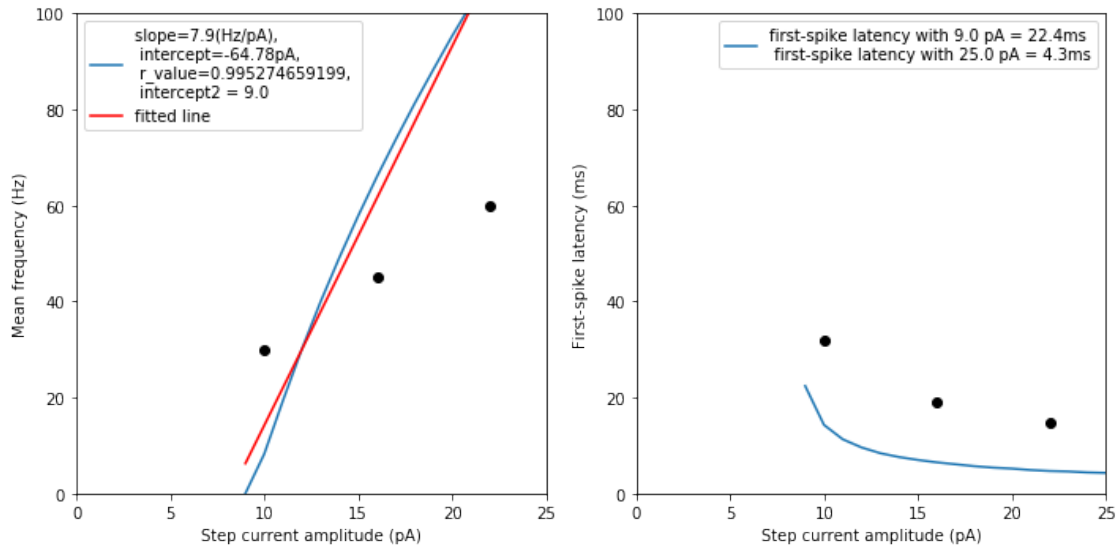 slope=7.9(Hz/pA),
intercept=-64.78pA,
r_value=0.995274659199,
intercept2 = 9.0
fitted line
Mean frequency (Hz)
100
80
60
40
20
0
0 5 10 15 20 25
Step current amplitude (pA)
first-spike latency with 9.0 pA = 22.4ms
first-spike latency with 25.0 pA = 4.3ms
First-spike latency (ms)
100
80
60
40
20
0
0 5 10 15 20 25
Step current amplitude (pA)